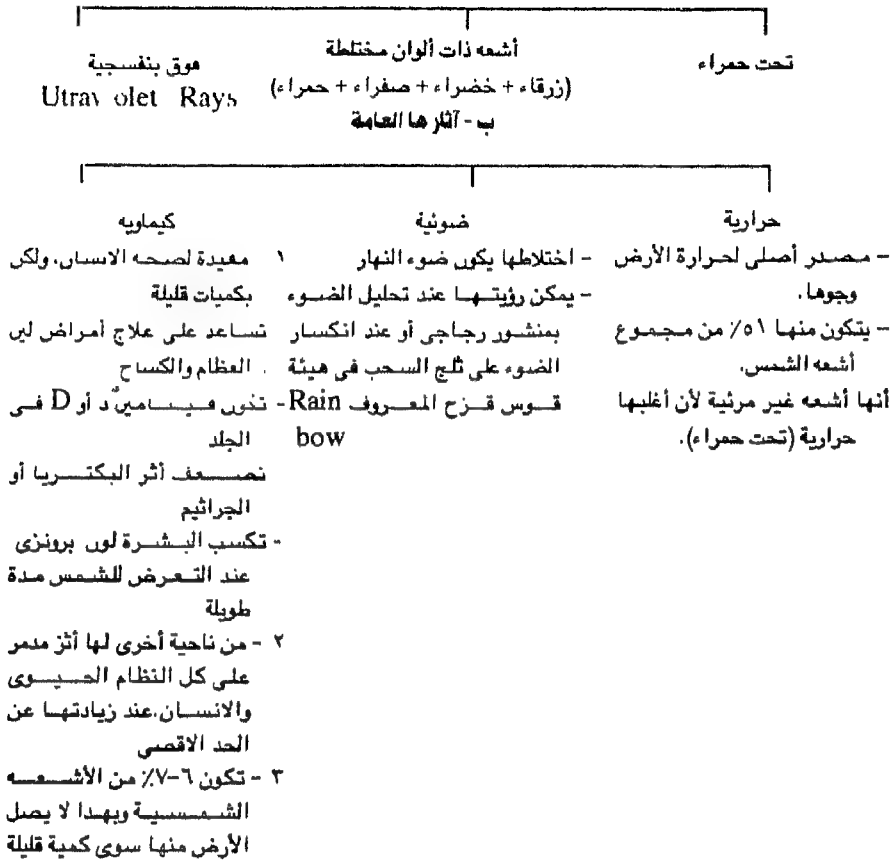 تحت حمراء
أشعه ذات ألوان مختلطة
(زرقاء + خضراء + صفراء + حمراء)
فوق بنفسجية
Utrav olet Rays
ب - آثارها العامة
حرارية
- مصدر أصلى لحرارة الأرض
وجوها.
- يتكون منها ٥١٪ من مجموع
أشعه الشمس.
أنها أشعه غير مرئية لأن أغلبها
حرارية (تحت حمراء).
ضوئية
- اختلاطها يكون ضوء النهار
- يمكن رؤيتها عند تحليل الضوء
بمنشور رجاجى أو عند انكسار
الضوء على ثلج السحب فى هيئة
قوس قزح المعروف Rain
bow
كيماويه
١ مفيدة لصحه الانسان، ولكن
بكميات قليلة
تساعد على علاج أمراض لين
العظام والكساح .
- تكون فيتامين د أو D فى
الجلد
تضعف أثر البكتريا أو
الجراثيم
- تكسب البشرة لون برونزى
عند التعرض للشمس مدة
طويلة
٢ - من ناحية أخرى لها أثر مدمر
على كل النظام الحيوى
والانسان.عند زيادتها عن
الحد الاقصى
٣ - تكون ٦-٧٪ من الأشعه
الشمسية وبهدا لا يصل
الأرض منها سوى كمية قليلة